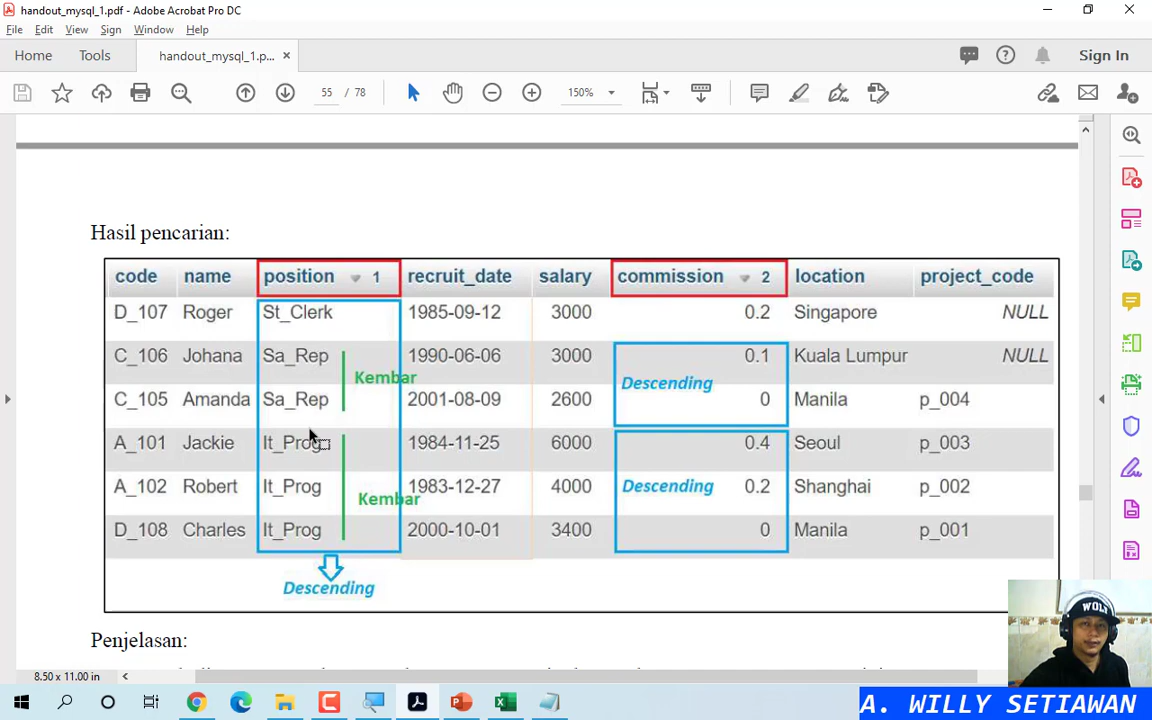 handout_mysql_1.pdf - Adobe Acrobat Pro DC
File Edit View Sign Window Help
Home Tools handout_mysql_1.p... × Sign In
55 / 78 150%
Hasil pencarian:
code name position 1 recruit_date salary commission 2 location project_code
D_107 Roger St_Clerk 1985-09-12 3000 0.2 Singapore NULL
C_106 Johana Sa_Rep 1990-06-06 3000 0.1 Kuala Lumpur NULL
Kembar Descending
C_105 Amanda Sa_Rep 2001-08-09 2600 0 Manila p_004
A_101 Jackie It_Prog 1984-11-25 6000 0.4 Seoul p_003
A_102 Robert It_Prog 1983-12-27 4000 Descending 0.2 Shanghai p_002
Kembar
D_108 Charles It_Prog 2000-10-01 3400 0 Manila p_001
Descending
Penjelasan:
8.50 x 11.00 in
WOLV
A. WILLY SETIAWAN